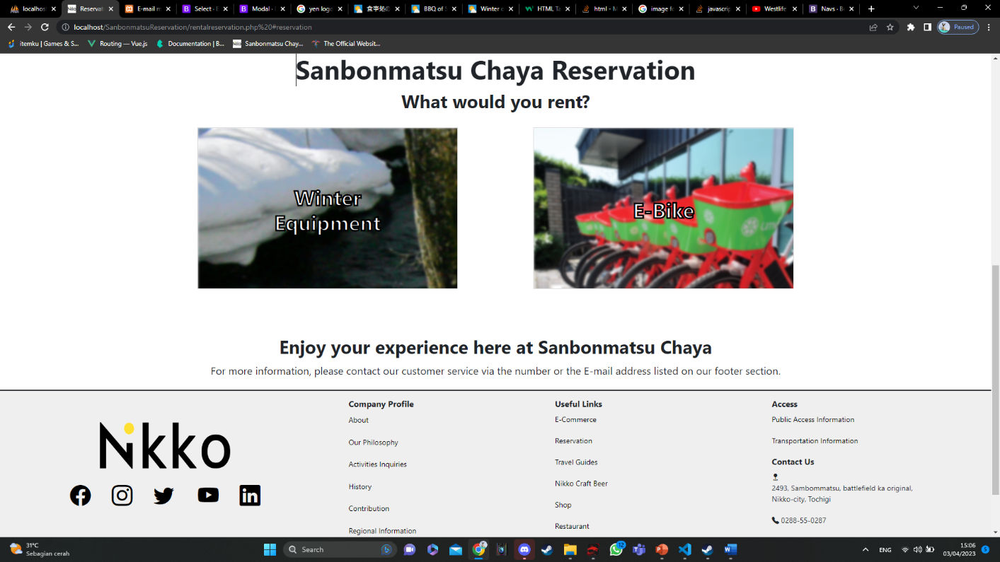 localhos
Reservat
E-mail m
Select · B
Modal · B
yen logo
食事処の
BBQ of S
Winter c
HTML Ta
html - M
image fo
javascrip
Westlife
Navs · Bo
localhost/SanbonmatsuReservation/rentalreservation.php%20#reservation
Paused
itemku | Games & S...
Routing — Vue.js
Documentation | B...
Sanbonmatsu Chay...
The Official Websit...
Sanbonmatsu Chaya Reservation
What would you rent?
Winter
Equipment
E-Bike
Enjoy your experience here at Sanbonmatsu Chaya
For more information, please contact our customer service via the number or the E-mail address listed on our footer section.
Nikko
Company Profile
About
Our Philosophy
Activities Inquiries
History
Contribution
Regional Information
Useful Links
E-Commerce
Reservation
Travel Guides
Nikko Craft Beer
Shop
Restaurant
Access
Public Access Information
Transportation Information
Contact Us
2493, Sambommatsu, battlefield ka original,
Nikko-city, Tochigi
0288-55-0287
31°C
Sebagian cerah
Search
12
ENG
15:06
03/04/2023
5